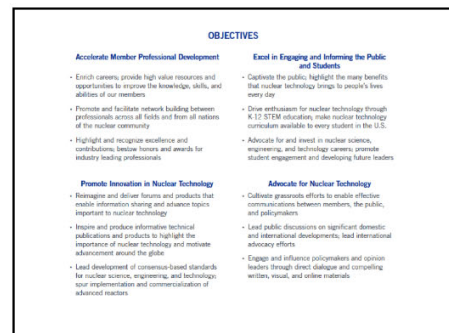 OBJECTIVES
Accelerate Member Professional Development
• Enrich careers; provide high value resources and
opportunities to improve the knowledge, skills, and
abilities of our members
• Promote and facilitate network building between
professionals across all fields and from all nations
of the nuclear community
• Highlight and recognize excellence and
contributions; bestow honors and awards for
industry leading professionals
Excel in Engaging and Informing the Public
and Students
• Captivate the public; highlight the many benefits
that nuclear technology brings to people's lives
every day
• Drive enthusiasm for nuclear technology through
K-12 STEM education; make nuclear technology
curriculum available to every student in the U.S.
• Advocate for and invest in nuclear science,
engineering, and technology careers; promote
student engagement and developing future leaders
Promote Innovation in Nuclear Technology
• Reimagine and deliver forums and products that
enable information sharing and advance topics
important to nuclear technology
• Inspire and produce informative technical
publications and products to highlight the
importance of nuclear technology and motivate
advancement around the globe
• Lead development of consensus-based standards
for nuclear science, engineering, and technology;
spur implementation and commercialization of
advanced reactors
Advocate for Nuclear Technology
• Cultivate grassroots efforts to enable effective
communications between members, the public,
and policymakers
• Lead public discussions on significant domestic
and international developments; lead international
advocacy efforts
• Engage and influence policymakers and opinion
leaders through direct dialogue and compelling
written, visual, and online materials